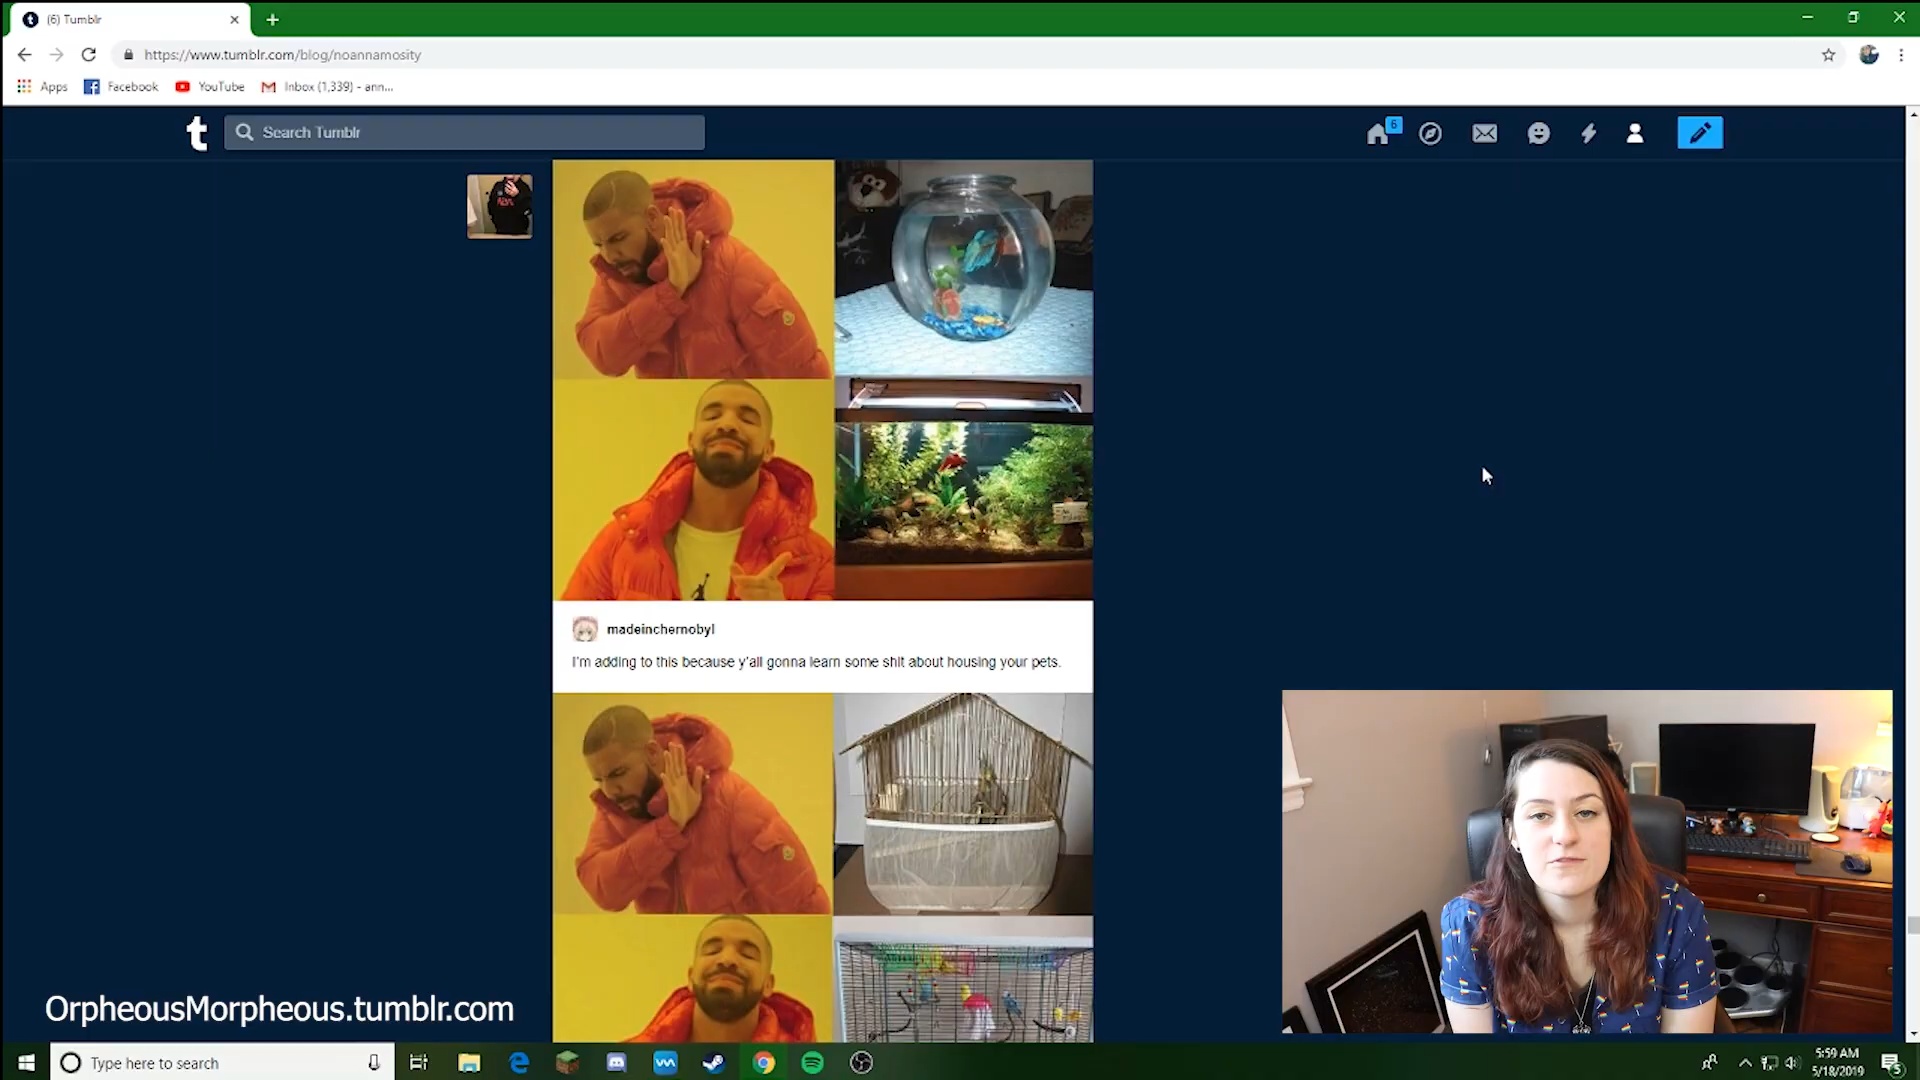 (6) Tumblr
https://www.tumblr.com/blog/noannamosity
Apps
Facebook
YouTube
Inbox (1,339) - ann...
t
Search Tumblr
6
madeinchernobyl
I'm adding to this because y'all gonna learn some shit about housing your pets.
OrpheousMorpheous.tumblr.com
Type here to search
5:59 AM
5/18/2019
5